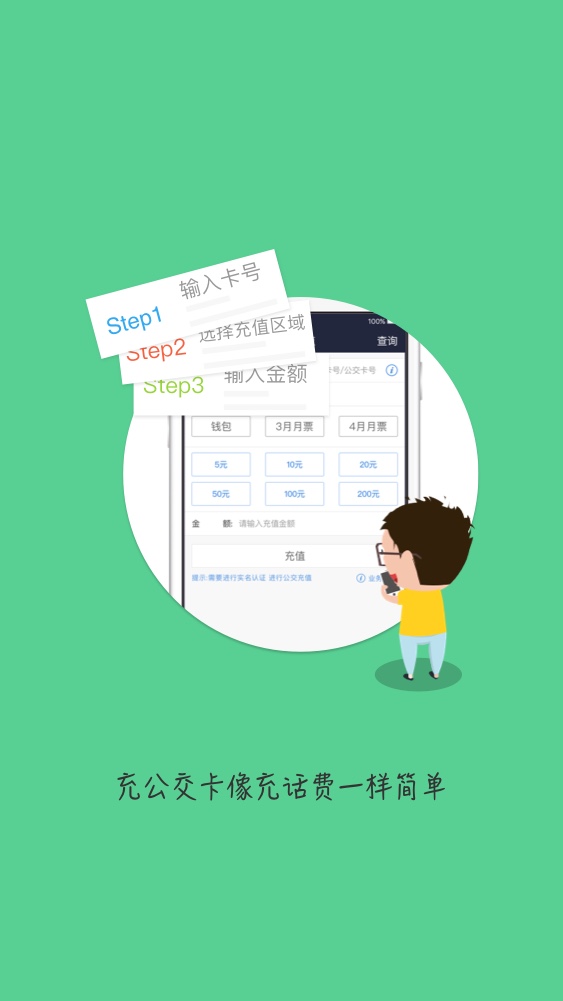 Step1 输入卡号
Step2 选择充值区域
Step3 输入金额
100%
查询
号/公交卡号
钱包 3月月票 4月月票
5元 10元 20元
50元 100元 200元
金 额: 请输入充值金额
充值
提示:需要进行实名认证 进行公交充值
充公交卡像充话费一样简单